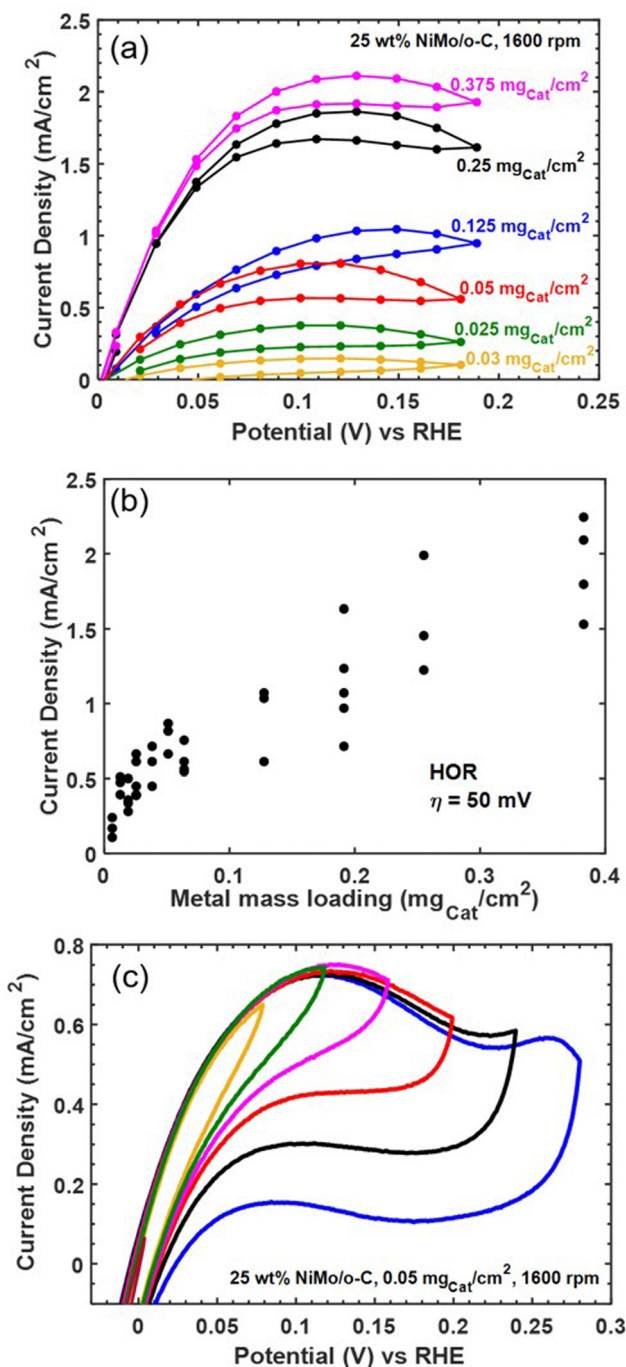 (a)
25 wt% NiMo/o-C, 1600 rpm
0.375 mgCat/cm²
0.25 mgCat/cm²
0.125 mgCat/cm²
0.05 mgCat/cm²
0.025 mgCat/cm²
0.03 mgCat/cm²
Current Density (mA/cm²)
2.5
2
1.5
1
0.5
0
0 0.05 0.1 0.15 0.2 0.25
Potential (V) vs RHE
(b)
Current Density (mA/cm²)
2.5
2
1.5
1
0.5
0
HOR
η = 50 mV
0 0.1 0.2 0.3 0.4
Metal mass loading (mgCat/cm²)
(c)
Current Density (mA/cm²)
0.8
0.6
0.4
0.2
0
25 wt% NiMo/o-C, 0.05 mgCat/cm², 1600 rpm
0 0.05 0.1 0.15 0.2 0.25 0.3
Potential (V) vs RHE